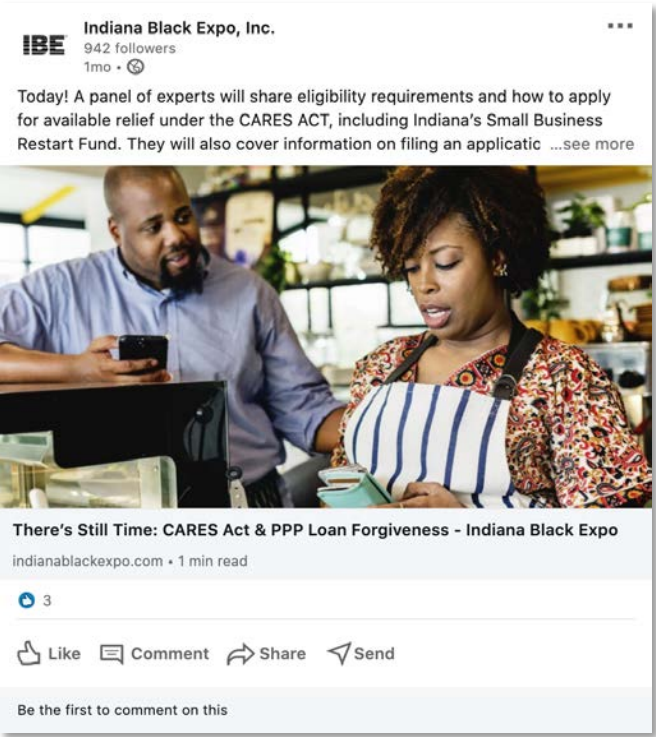 IBE
Indiana Black Expo, Inc.
942 followers
1mo •
Today! A panel of experts will share eligibility requirements and how to apply
for available relief under the CARES ACT, including Indiana's Small Business
Restart Fund. They will also cover information on filing an applicatic ...see more
There's Still Time: CARES Act & PPP Loan Forgiveness - Indiana Black Expo
indianablackexpo.com • 1 min read
3
Like Comment Share Send
Be the first to comment on this